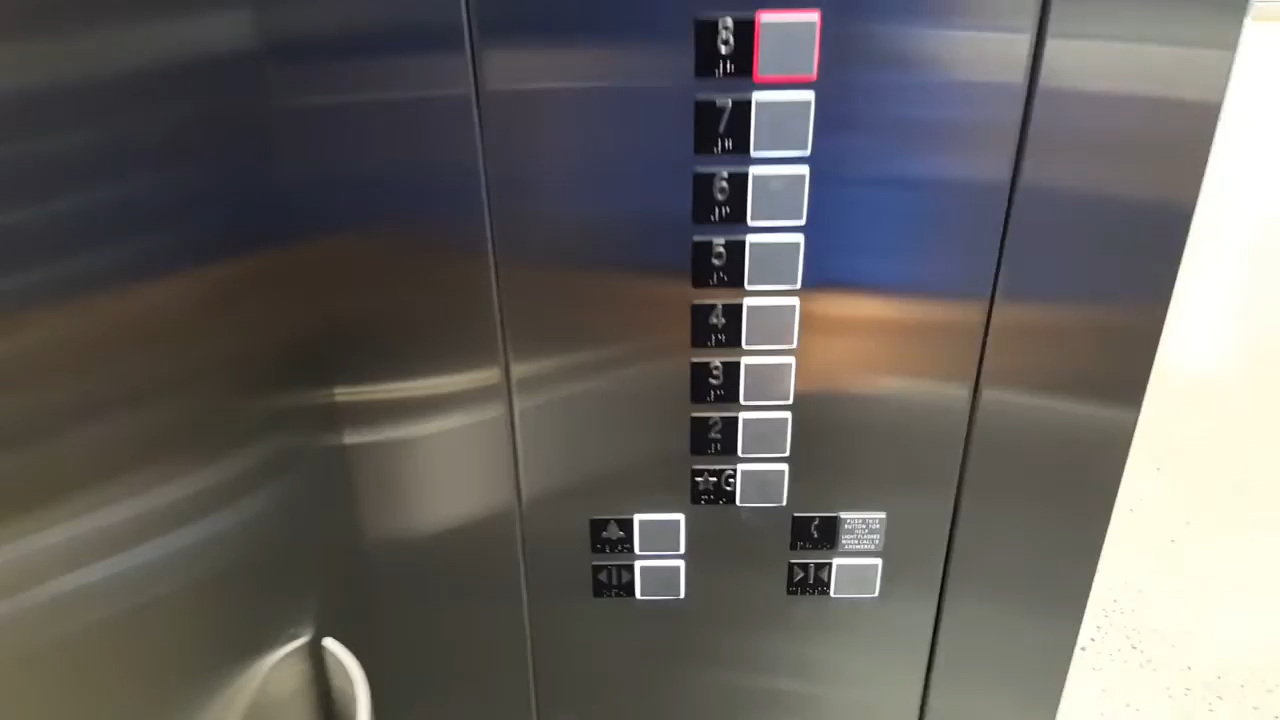 8
7
6
5
4
3
2
★G
PUSH THIS
BUTTON FOR
HELP
LIGHT FLASHES
WHEN CALL IS
ANSWERED